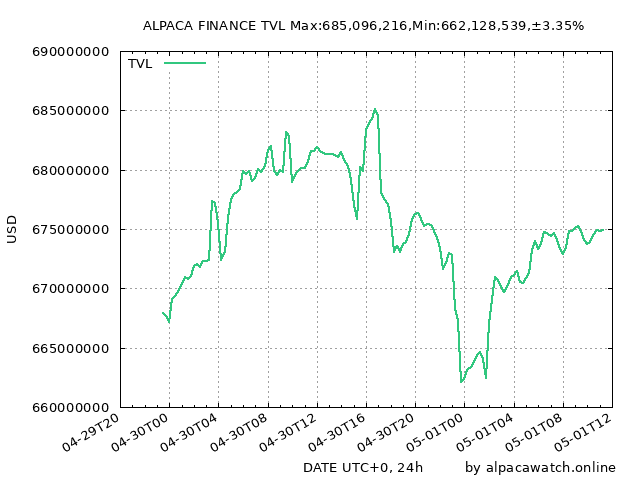 ALPACA FINANCE TVL Max:685,096,216,Min:662,128,539,±3.35%
690000000
TVL
685000000
680000000
675000000
USD
670000000
665000000
660000000
04-29T20
04-30T00
04-30T04
04-30T08
04-30T12
04-30T16
04-30T20
05-01T00
05-01T04
05-01T08
05-01T12
DATE UTC+0, 24h
by alpacawatch.online